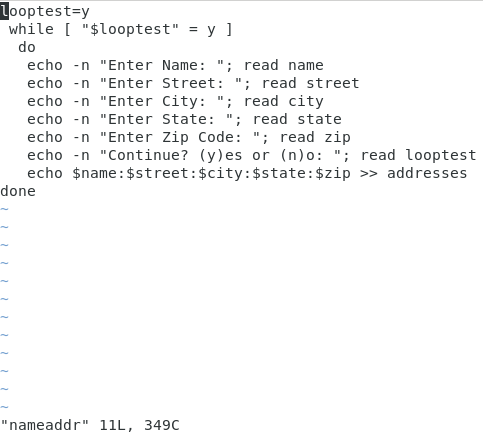 looptest=y
 while [ "$looptest" = y ]
  do
   echo -n "Enter Name: "; read name
   echo -n "Enter Street: "; read street
   echo -n "Enter City: "; read city
   echo -n "Enter State: "; read state
   echo -n "Enter Zip Code: "; read zip
   echo -n "Continue? (y)es or (n)o: "; read looptest
   echo $name:$street:$city:$state:$zip >> addresses
done
~
~
~
~
~
~
~
~
~
~
~
~
"nameaddr" 11L, 349C